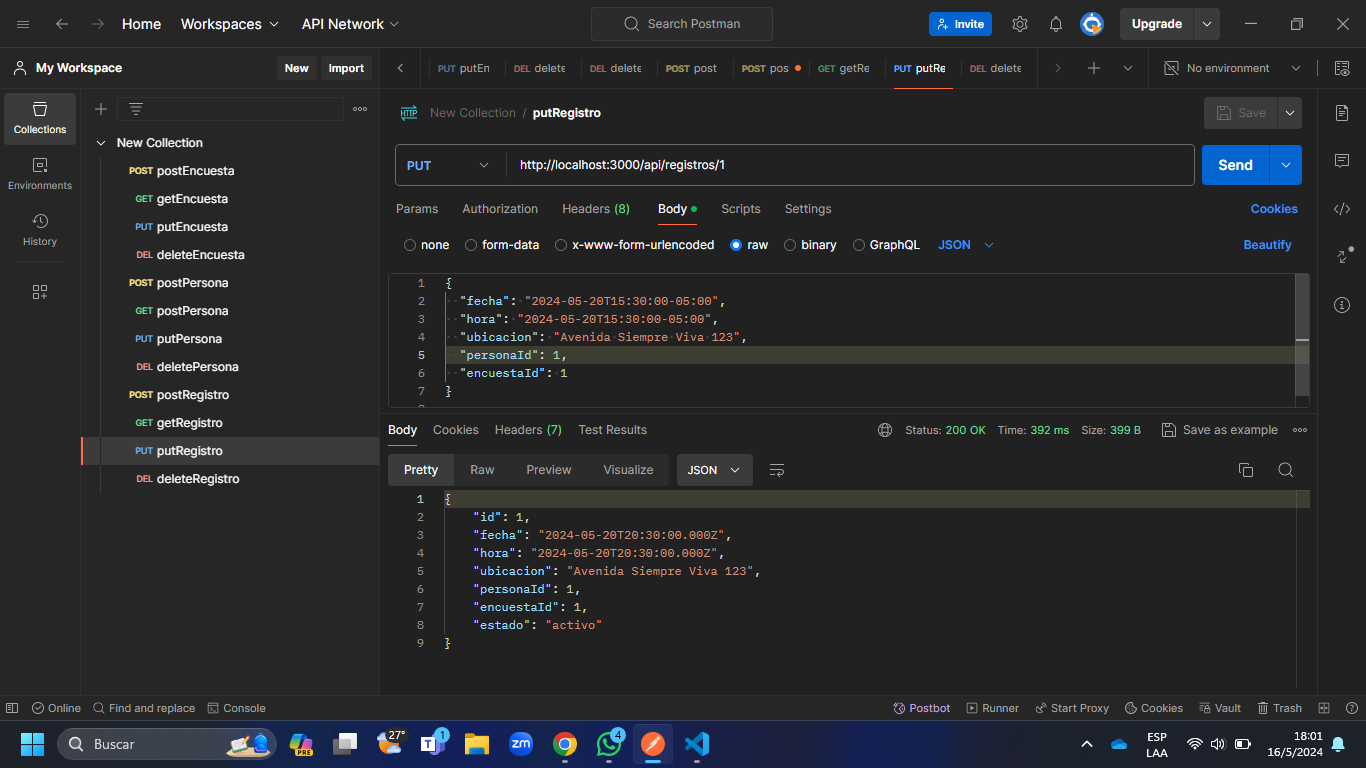 Home Workspaces API Network Search Postman Invite Upgrade
My Workspace New Import PUT putEn DEL delete DEL delete POST post POST pos GET getRe PUT putRe DEL delete No environment
Collections
Environments
History
New Collection
POST postEncuesta
GET getEncuesta
PUT putEncuesta
DEL deleteEncuesta
POST postPersona
GET postPersona
PUT putPersona
DEL deletePersona
POST postRegistro
GET getRegistro
PUT putRegistro
DEL deleteRegistro
HTTP New Collection / putRegistro Save
PUT http://localhost:3000/api/registros/1 Send
Params Authorization Headers (8) Body Scripts Settings Cookies
none form-data x-www-form-urlencoded raw binary GraphQL JSON Beautify
1 {
2 "fecha": "2024-05-20T15:30:00-05:00",
3 "hora": "2024-05-20T15:30:00-05:00",
4 "ubicacion": "Avenida Siempre Viva 123",
5 "personaId": 1,
6 "encuestaId": 1
7 }
Body Cookies Headers (7) Test Results Status: 200 OK Time: 392 ms Size: 399 B Save as example
Pretty Raw Preview Visualize JSON
1 {
2 "id": 1,
3 "fecha": "2024-05-20T20:30:00.000Z",
4 "hora": "2024-05-20T20:30:00.000Z",
5 "ubicacion": "Avenida Siempre Viva 123",
6 "personaId": 1,
7 "encuestaId": 1,
8 "estado": "activo"
9 }
Online Find and replace Console Postbot Runner Start Proxy Cookies Vault Trash
Buscar PRE 27° 1 zm 4 ESP 18:01
LAA 16/5/2024